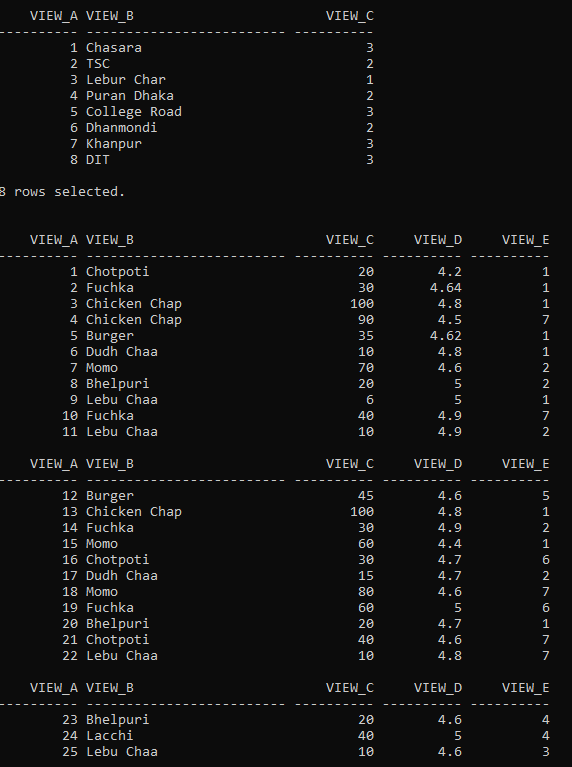 VIEW_A VIEW_B VIEW_C
---------- ------------------------- ----------
1 Chasara 3
2 TSC 2
3 Lebur Char 1
4 Puran Dhaka 2
5 College Road 3
6 Dhanmondi 2
7 Khanpur 3
8 DIT 3
8 rows selected.
VIEW_A VIEW_B VIEW_C VIEW_D VIEW_E
---------- ------------------------- ---------- ---------- ----------
1 Chotpoti 20 4.2 1
2 Fuchka 30 4.64 1
3 Chicken Chap 100 4.8 1
4 Chicken Chap 90 4.5 7
5 Burger 35 4.62 1
6 Dudh Chaa 10 4.8 1
7 Momo 70 4.6 2
8 Bhelpuri 20 5 2
9 Lebu Chaa 6 5 1
10 Fuchka 40 4.9 7
11 Lebu Chaa 10 4.9 2
VIEW_A VIEW_B VIEW_C VIEW_D VIEW_E
---------- ------------------------- ---------- ---------- ----------
12 Burger 45 4.6 5
13 Chicken Chap 100 4.8 1
14 Fuchka 30 4.9 2
15 Momo 60 4.4 1
16 Chotpoti 30 4.7 6
17 Dudh Chaa 15 4.7 2
18 Momo 80 4.6 7
19 Fuchka 60 5 6
20 Bhelpuri 20 4.7 1
21 Chotpoti 40 4.6 7
22 Lebu Chaa 10 4.8 7
VIEW_A VIEW_B VIEW_C VIEW_D VIEW_E
---------- ------------------------- ---------- ---------- ----------
23 Bhelpuri 20 4.6 4
24 Lacchi 40 5 4
25 Lebu Chaa 10 4.6 3